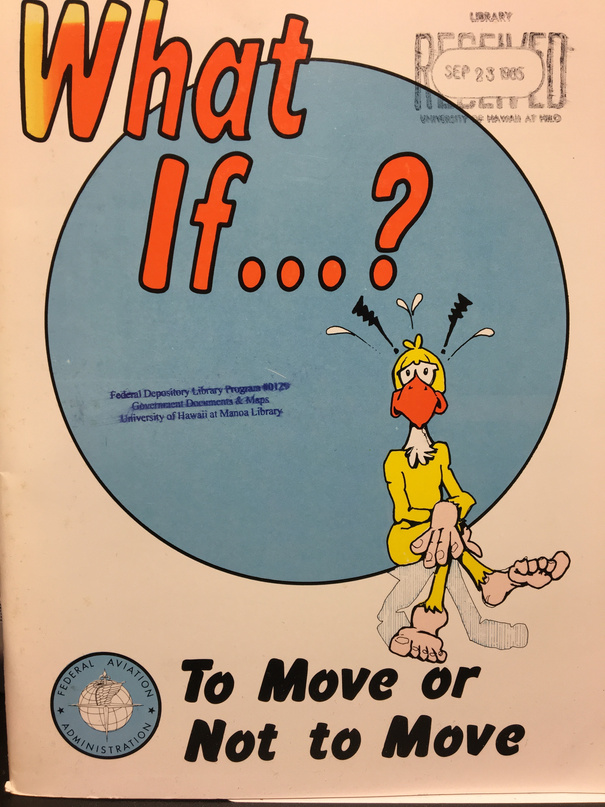 What
If...?
LIBRARY
RECEIVED
SEP 23 1985
UNIVERSITY OF HAWAII AT HILO
Federal Depository Library Program #0129
Government Documents & Maps
University of Hawaii at Manoa Library
FEDERAL AVIATION
ADMINISTRATION
To Move or
Not to Move